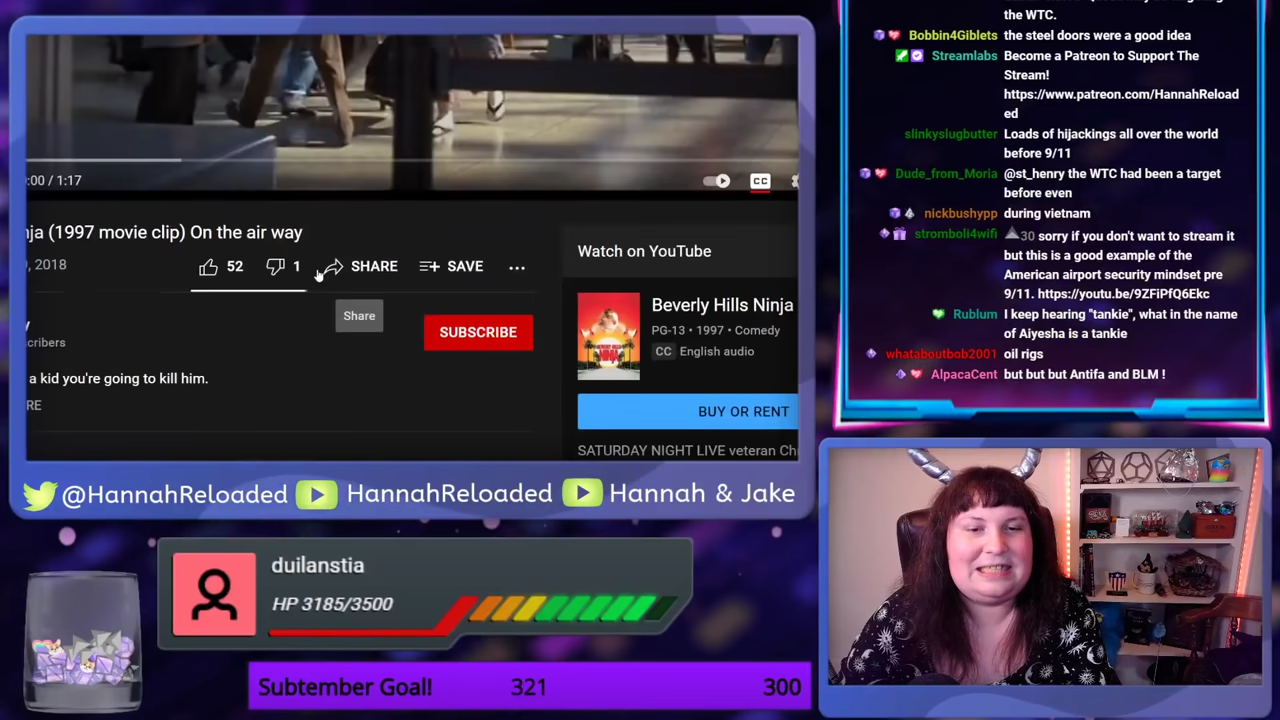 :00 / 1:17
CC
nja (1997 movie clip) On the air way
, 2018
52
1
SHARE
SAVE
Share
scribers
SUBSCRIBE
a kid you're going to kill him.
RE
Watch on YouTube
Beverly Hills Ninja
PG-13 • 1997 • Comedy
CC English audio
BUY OR RENT
SATURDAY NIGHT LIVE veteran Ch
the WTC.
Bobbin4Giblets the steel doors were a good idea
Streamlabs Become a Patreon to Support The
Stream!
https://www.patreon.com/HannahReload
ed
slinkyslugbutter Loads of hijackings all over the world
before 9/11
Dude_from_Moria @st_henry the WTC had been a target
before even
nickbushypp during vietnam
stromboli4wifi 30 sorry if you don't want to stream it
but this is a good example of the
American airport security mindset pre
9/11. https://youtu.be/9ZFiPfQ6Ekc
Rublum I keep hearing "tankie", what in the name
of Aiyesha is a tankie
whataboutbob2001 oil rigs
AlpacaCent but but but Antifa and BLM !
@HannahReloaded HannahReloaded Hannah & Jake
duilanstia
HP 3185/3500
Subtember Goal! 321 300